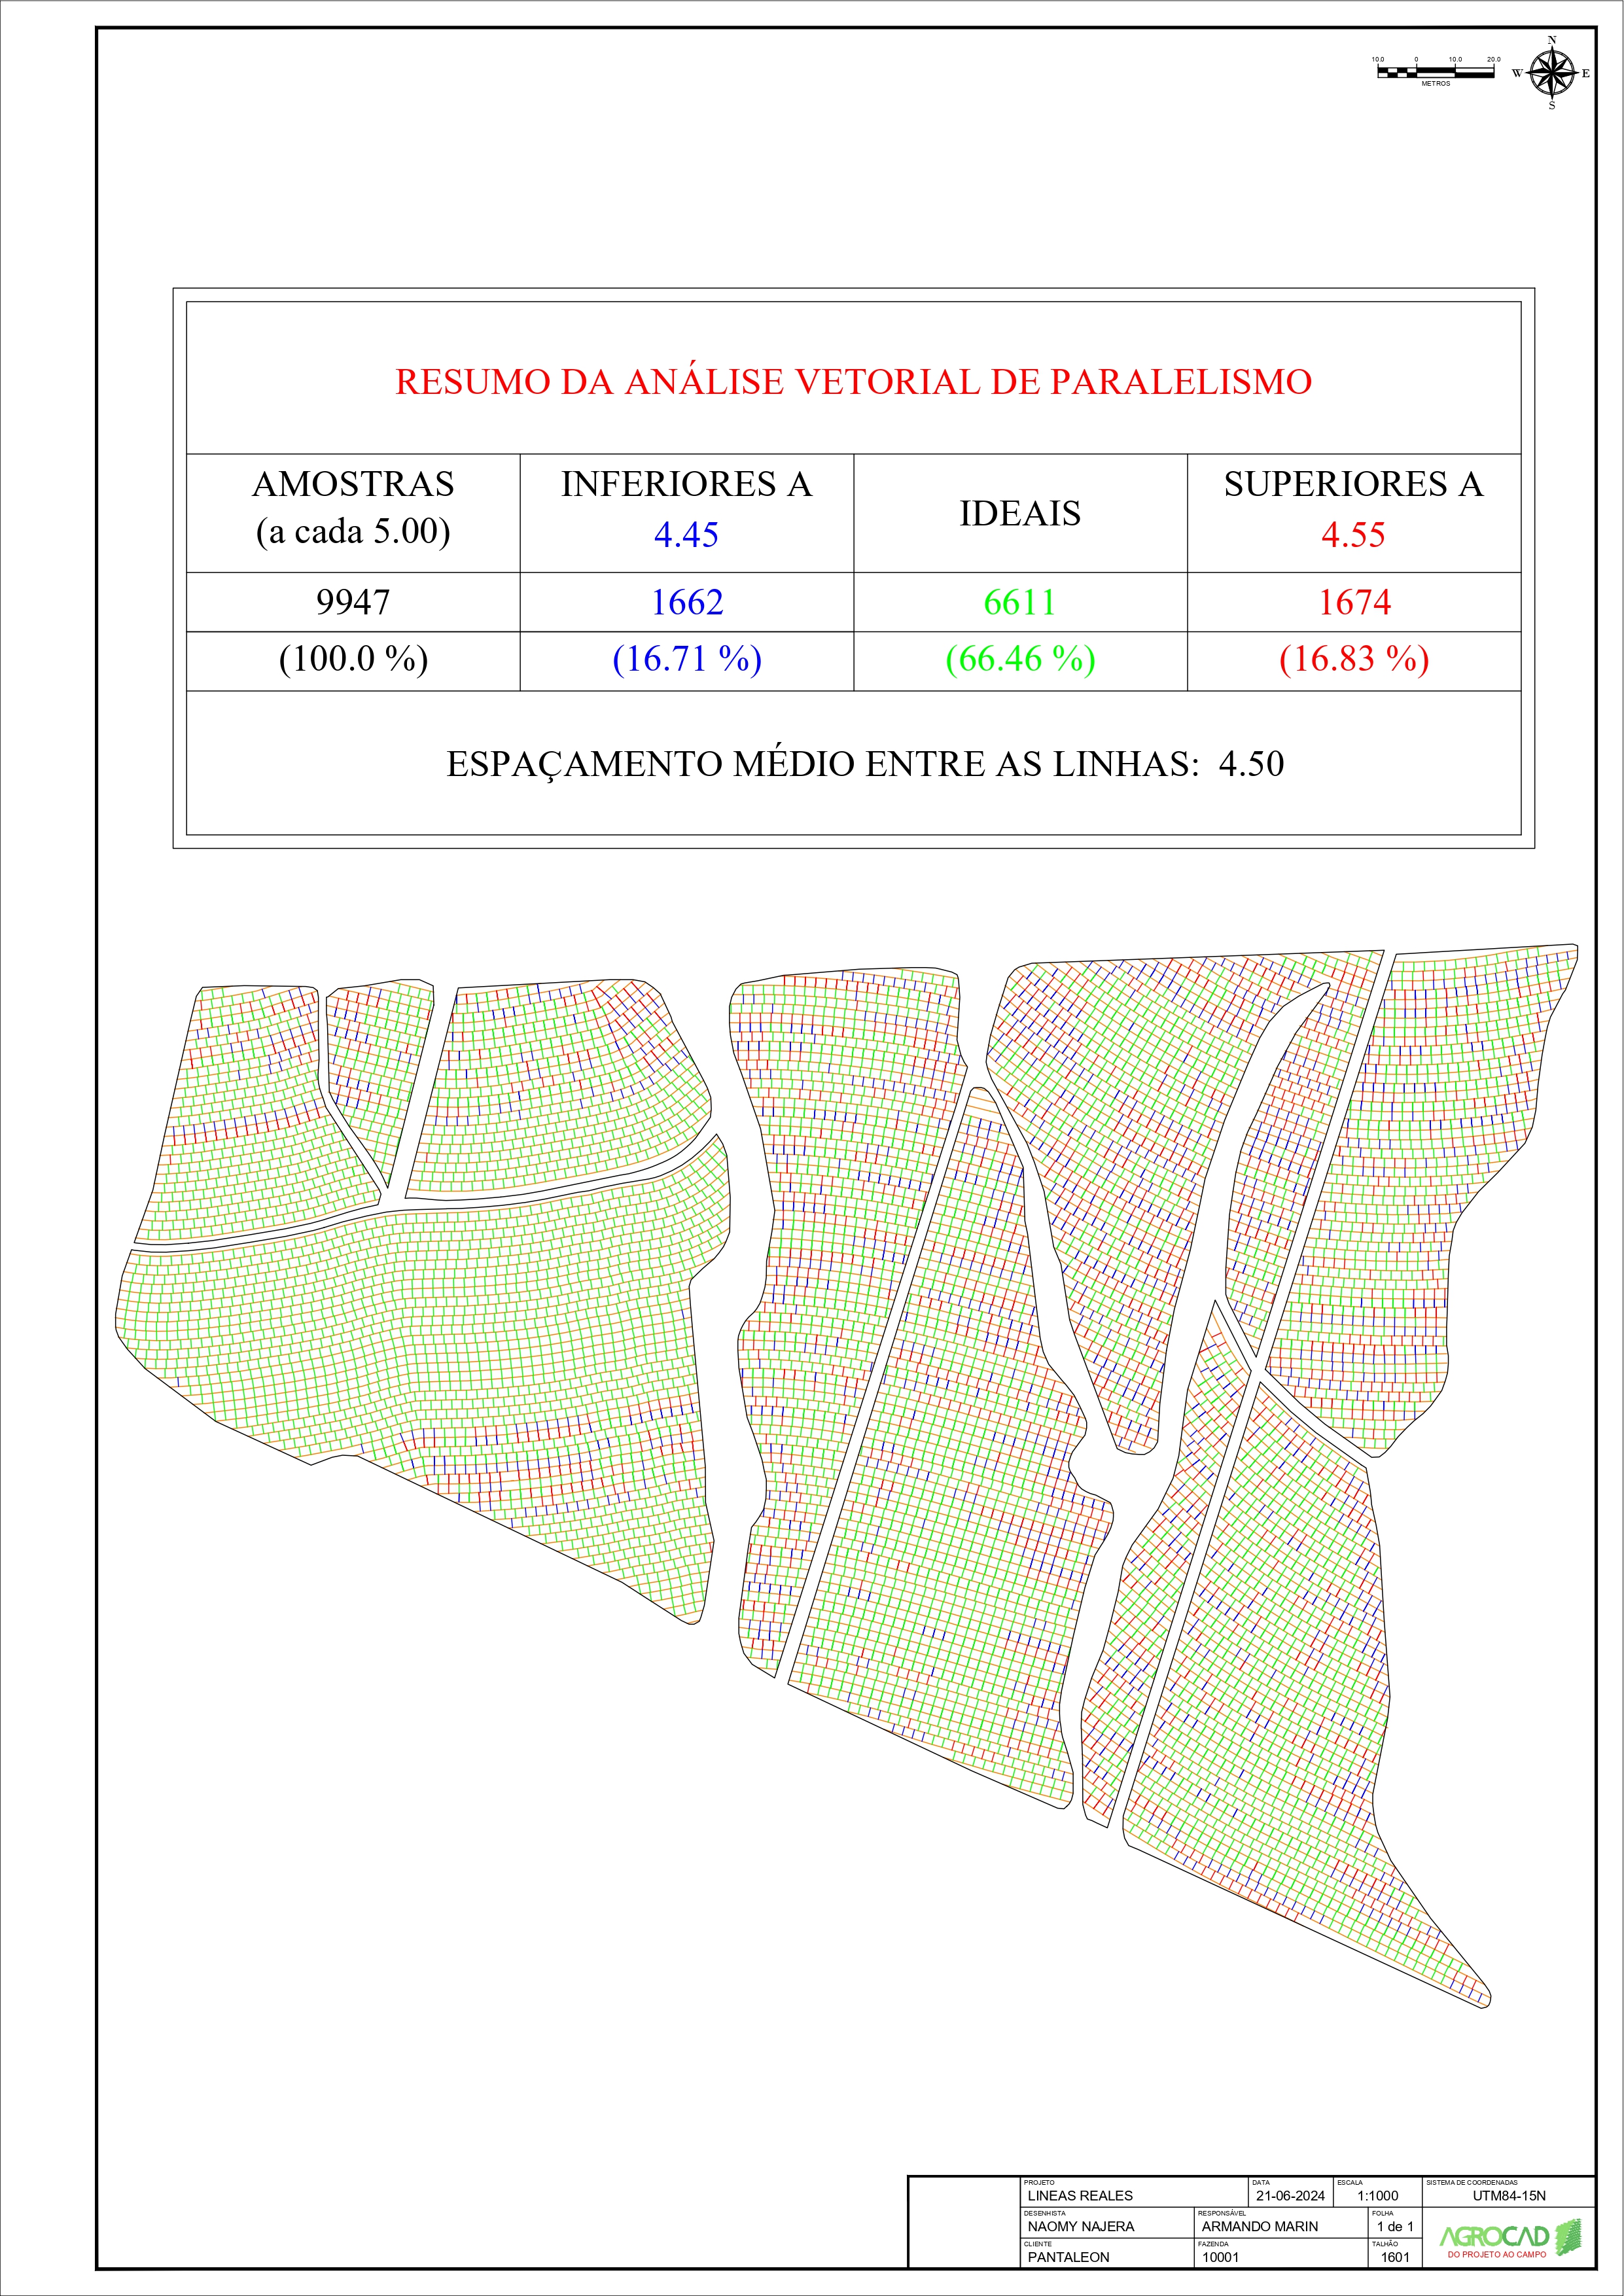 N
10.0 0 10.0 20.0
W E
METROS
S
RESUMO DA ANÁLISE VETORIAL DE PARALELISMO
AMOSTRAS
(a cada 5.00)
INFERIORES A
4.45
IDEAIS
SUPERIORES A
4.55
9947 1662 6611 1674
(100.0 %) (16.71 %) (66.46 %) (16.83 %)
ESPAÇAMENTO MÉDIO ENTRE AS LINHAS: 4.50
PROJETO
LINEAS REALES
DATA
21-06-2024
ESCALA
1:1000
SISTEMA DE COORDENADAS
UTM84-15N
DESENHISTA
NAOMY NAJERA
RESPONSÁVEL
ARMANDO MARIN
FOLHA
1 de 1
CLIENTE
PANTALEON
FAZENDA
10001
TALHÃO
1601
AGROCAD
DO PROJETO AO CAMPO